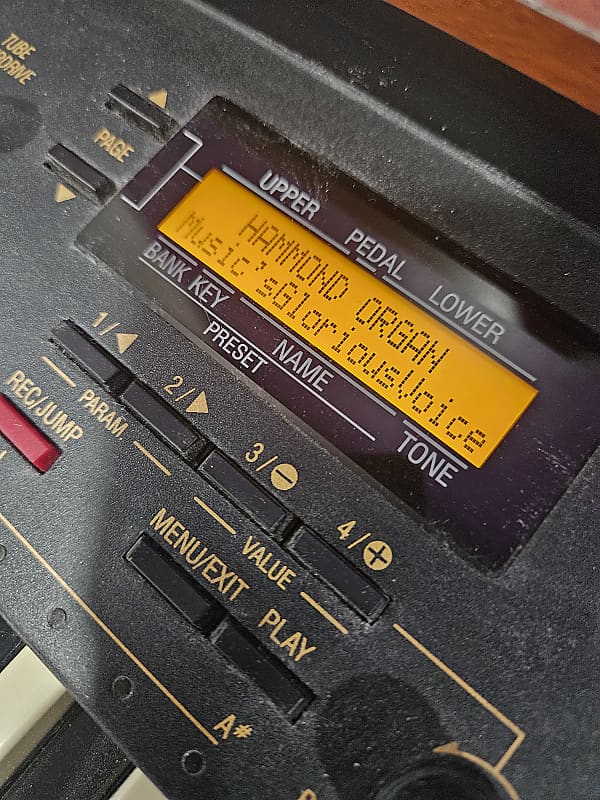 TUBE
PAGE
UPPER PEDAL LOWER
HAMMOND ORGAN
Music'sGloriousVoice
BANK KEY NAME
PRESET TONE
1/◀ 2/▶ 3/⊖ 4/⊕
REC/JUMP PARAM. VALUE
MENU/EXIT PLAY
A#